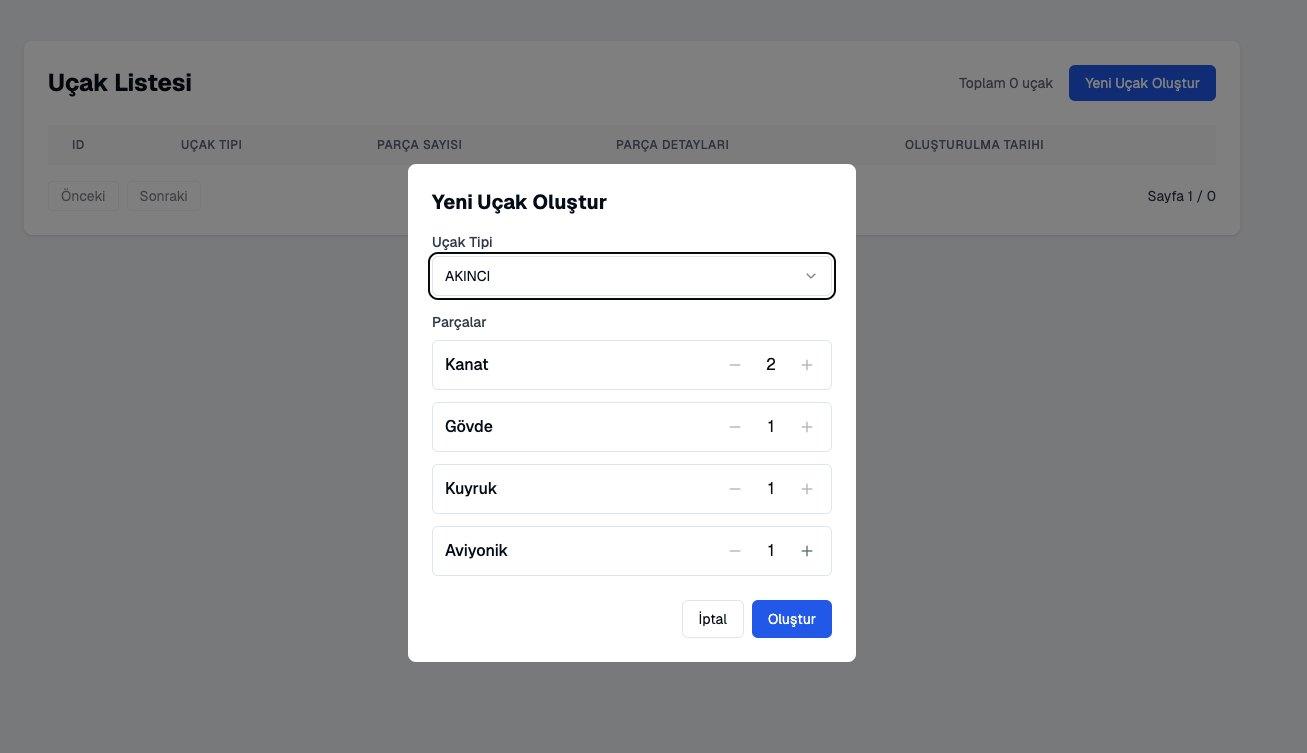 Uçak Listesi
Toplam 0 uçak
Yeni Uçak Oluştur
ID UÇAK TIPI PARÇA SAYISI PARÇA DETAYLARI OLUŞTURULMA TARIHI
Önceki Sonraki
Sayfa 1 / 0
Yeni Uçak Oluştur
Uçak Tipi
AKINCI
Parçalar
Kanat − 2 +
Gövde − 1 +
Kuyruk − 1 +
Aviyonik − 1 +
İptal Oluştur